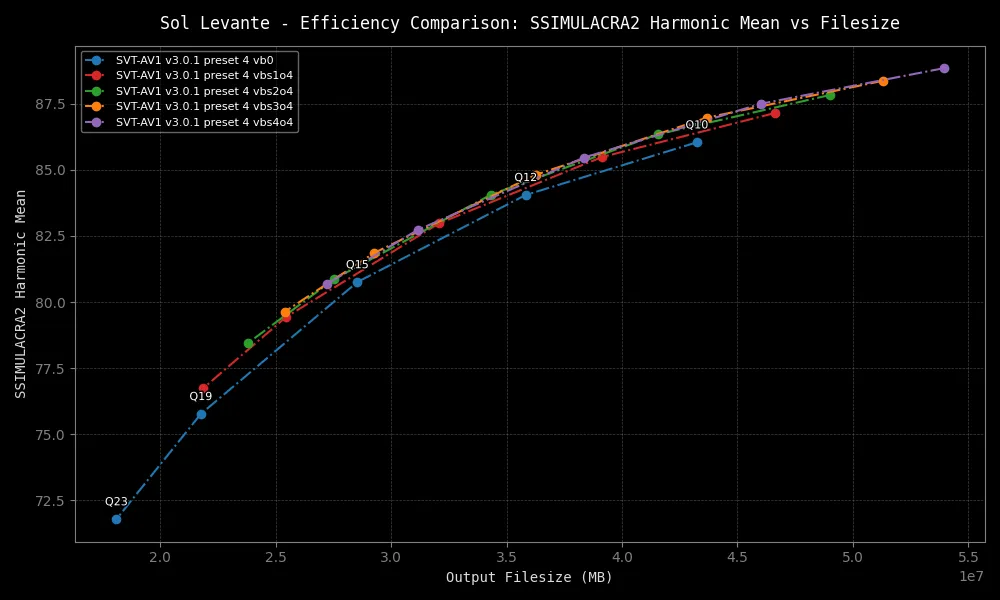 Sol Levante - Efficiency Comparison: SSIMULACRA2 Harmonic Mean vs Filesize
SVT-AV1 v3.0.1 preset 4 vb0
SVT-AV1 v3.0.1 preset 4 vbs1o4
SVT-AV1 v3.0.1 preset 4 vbs2o4
SVT-AV1 v3.0.1 preset 4 vbs3o4
SVT-AV1 v3.0.1 preset 4 vbs4o4
SSIMULACRA2 Harmonic Mean
87.5
85.0
82.5
80.0
77.5
75.0
72.5
Q10
Q12
Q15
Q19
Q23
2.0 2.5 3.0 3.5 4.0 4.5 5.0 5.5
1e7
Output Filesize (MB)